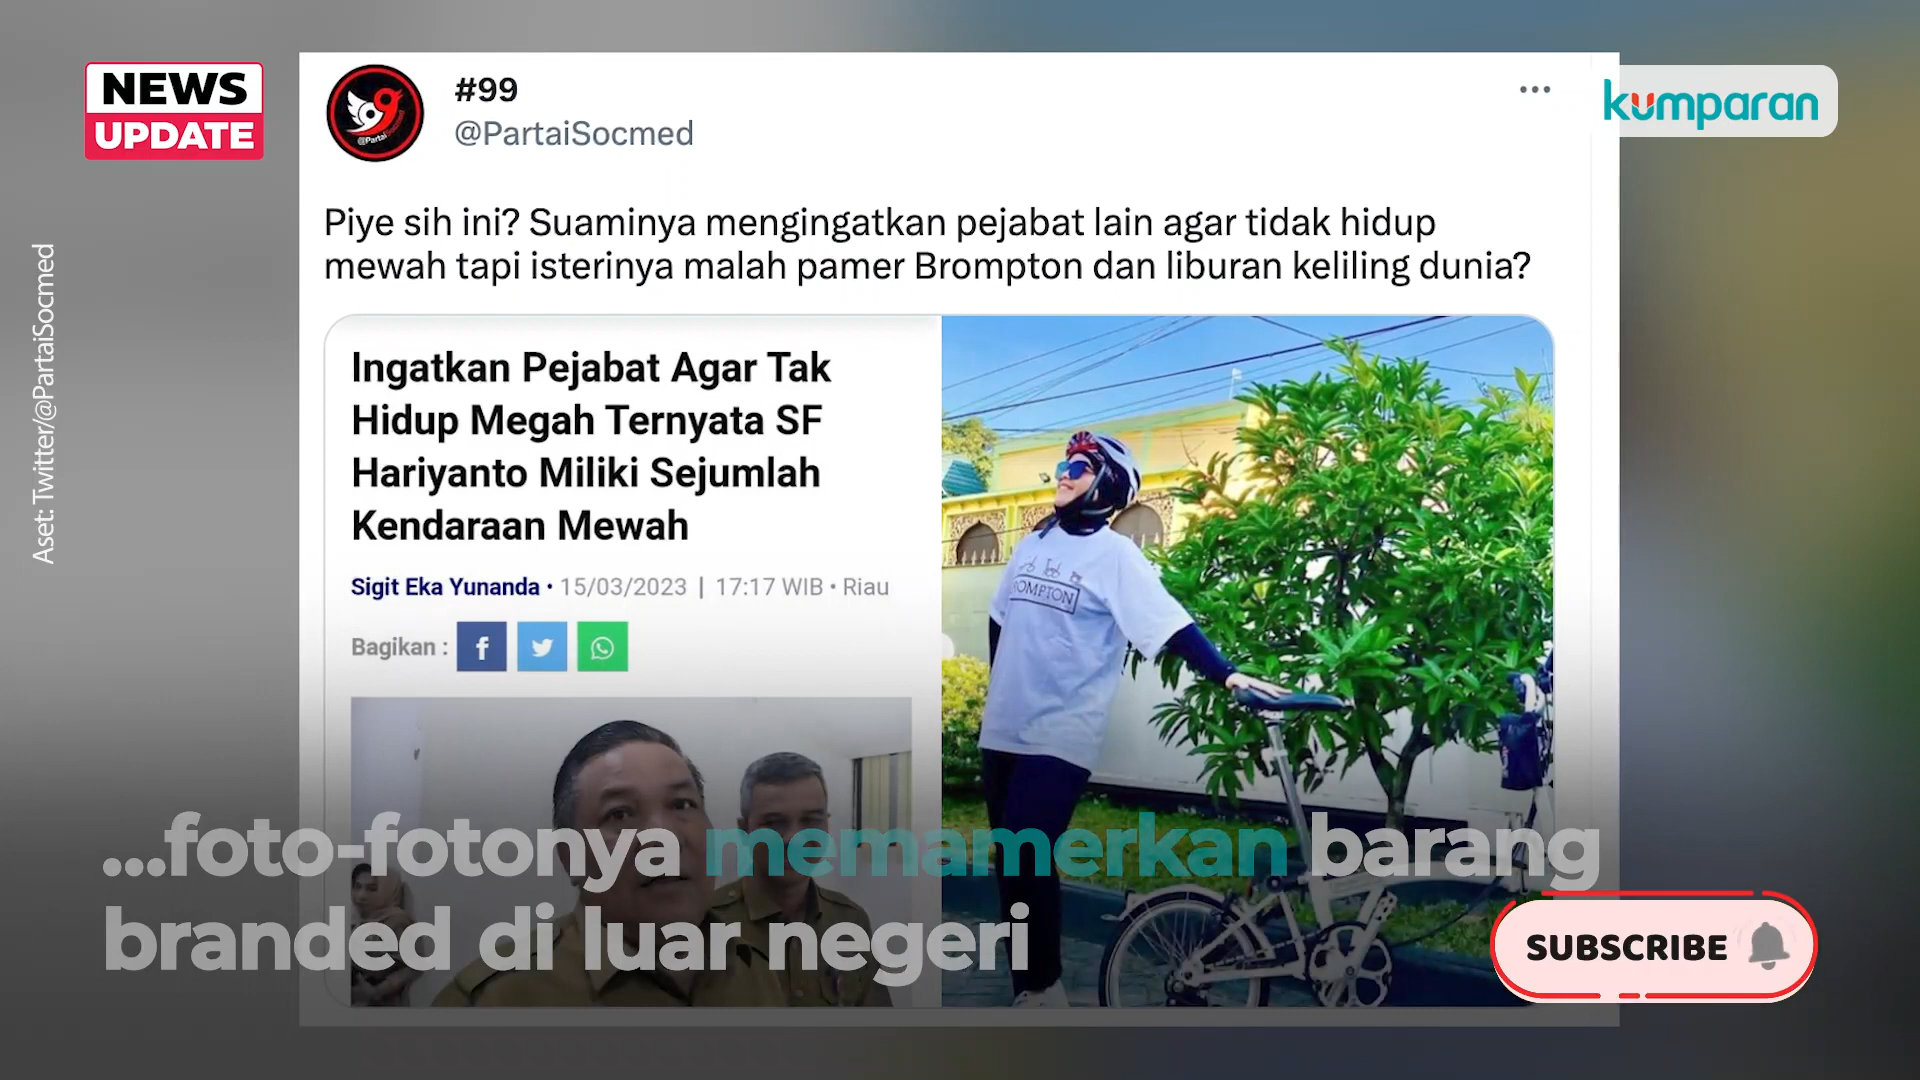 NEWS
UPDATE
#99
@PartaiSocmed
kumparan
Piye sih ini? Suaminya mengingatkan pejabat lain agar tidak hidup
mewah tapi isterinya malah pamer Brompton dan liburan keliling dunia?
Ingatkan Pejabat Agar Tak
Hidup Megah Ternyata SF
Hariyanto Miliki Sejumlah
Kendaraan Mewah
Sigit Eka Yunanda • 15/03/2023 | 17:17 WIB • Riau
Bagikan :
ROMPTON
Aset: Twitter/@PartaiSocmed
...foto-fotonya memamerkan barang
branded di luar negeri
SUBSCRIBE